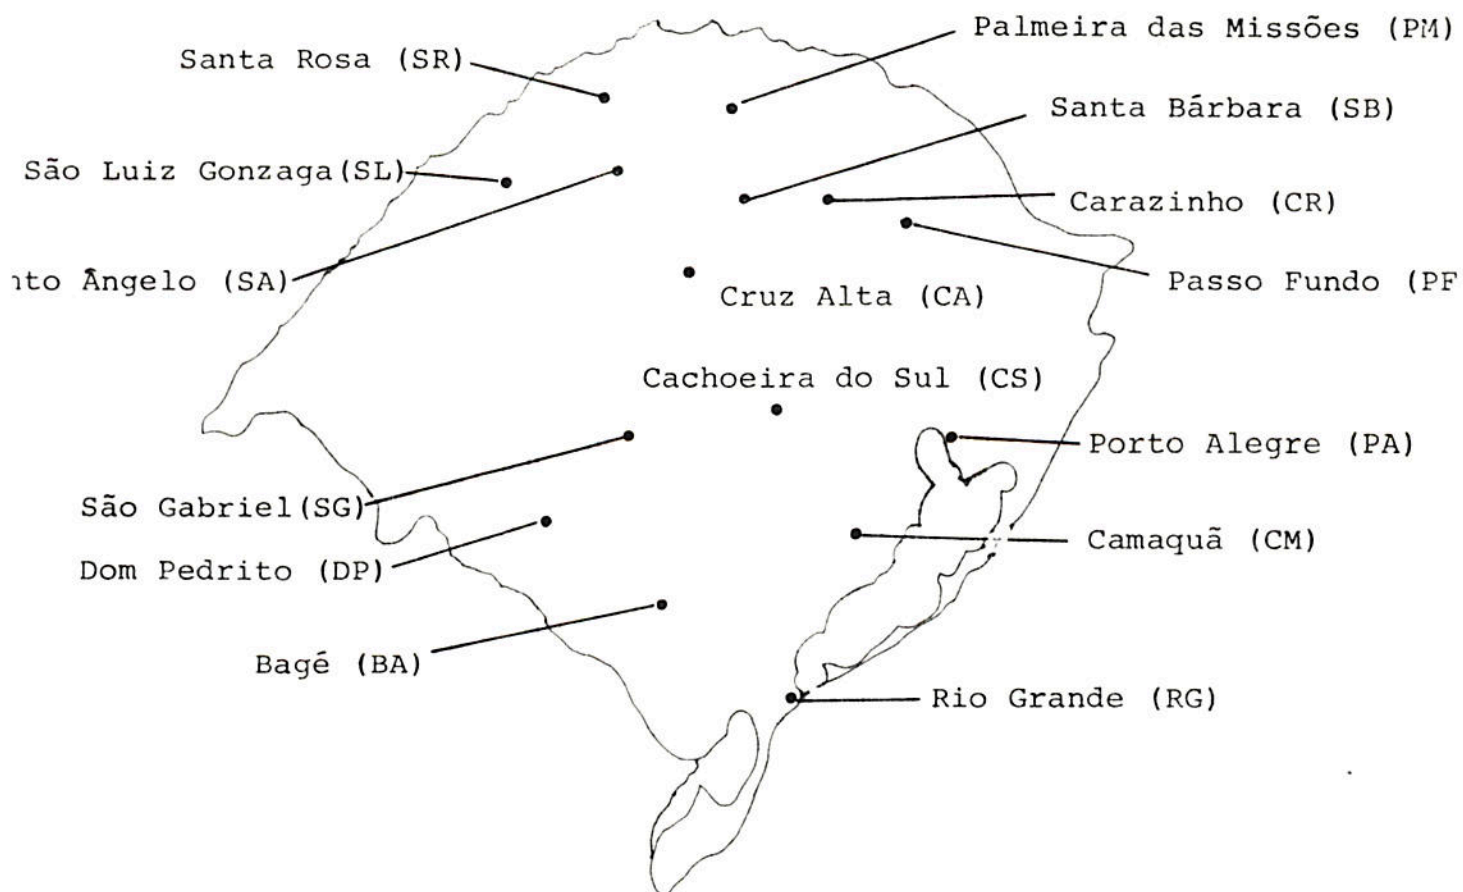 Palmeira das Missões (PM)
Santa Rosa (SR)
Santa Bárbara (SB)
São Luiz Gonzaga(SL)
Carazinho (CR)
nto Ângelo (SA)
Passo Fundo (PF
Cruz Alta (CA)
Cachoeira do Sul (CS)
Porto Alegre (PA)
São Gabriel(SG)
Camaquã (CM)
Dom Pedrito (DP)
Bagé (BA)
Rio Grande (RG)